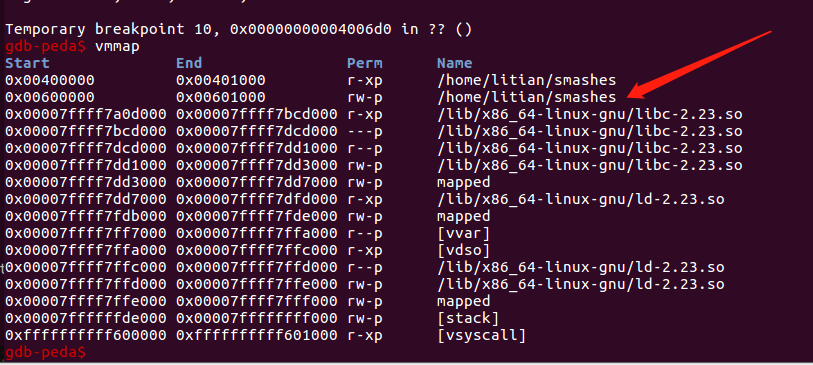 Temporary breakpoint 10, 0x00000000004006d0 in ?? ()
gdb-peda$ vmmap
Start End Perm Name
0x00400000 0x00401000 r-xp /home/litian/smashes
0x00600000 0x00601000 rw-p /home/litian/smashes
0x00007ffff7a0d000 0x00007ffff7bcd000 r-xp /lib/x86_64-linux-gnu/libc-2.23.so
0x00007ffff7bcd000 0x00007ffff7dcd000 ---p /lib/x86_64-linux-gnu/libc-2.23.so
0x00007ffff7dcd000 0x00007ffff7dd1000 r--p /lib/x86_64-linux-gnu/libc-2.23.so
0x00007ffff7dd1000 0x00007ffff7dd3000 rw-p /lib/x86_64-linux-gnu/libc-2.23.so
0x00007ffff7dd3000 0x00007ffff7dd7000 rw-p mapped
0x00007ffff7dd7000 0x00007ffff7dfd000 r-xp /lib/x86_64-linux-gnu/ld-2.23.so
0x00007ffff7fdb000 0x00007ffff7fde000 rw-p mapped
0x00007ffff7ff7000 0x00007ffff7ffa000 r--p [vvar]
0x00007ffff7ffa000 0x00007ffff7ffc000 r-xp [vdso]
0x00007ffff7ffc000 0x00007ffff7ffd000 r--p /lib/x86_64-linux-gnu/ld-2.23.so
0x00007ffff7ffd000 0x00007ffff7ffe000 rw-p /lib/x86_64-linux-gnu/ld-2.23.so
0x00007ffff7ffe000 0x00007ffff7fff000 rw-p mapped
0x00007ffffffde000 0x00007ffffffff000 rw-p [stack]
0xffffffffff600000 0xffffffffff601000 r-xp [vsyscall]
gdb-peda$